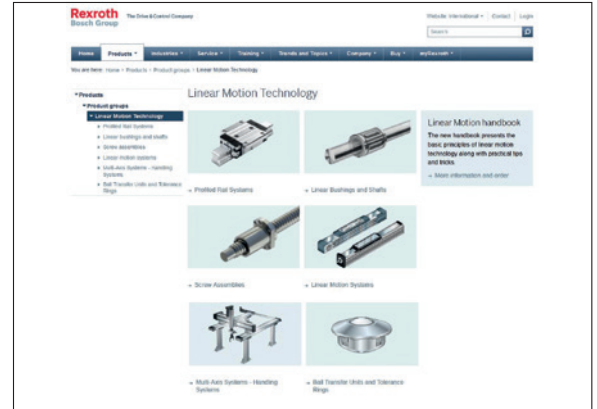 Rexroth
Bosch Group
The Drive & Control Company
Website: International Contact Login
Search
Home Products Industries Service Training Trends and Topics Company Buy myRexroth
You are here: Home Products Product groups Linear Motion Technology
Products
Product groups
Linear Motion Technology
Profiled Rail Systems
Linear bushings and shafts
Screw Assemblies
Linear motion systems
Multi-Axis Systems - Handling
Systems
Ball Transfer Units and Tolerance
Rings
Linear Motion Technology
→ Profiled Rail Systems
→ Linear Bushings and Shafts
Linear Motion handbook
The new handbook presents the
basic principles of linear motion
technology along with practical tips
and tricks
→ More information and order
→ Screw Assemblies
→ Linear Motion Systems
→ Multi-Axis Systems - Handling
Systems
→ Ball Transfer Units and Tolerance
Rings